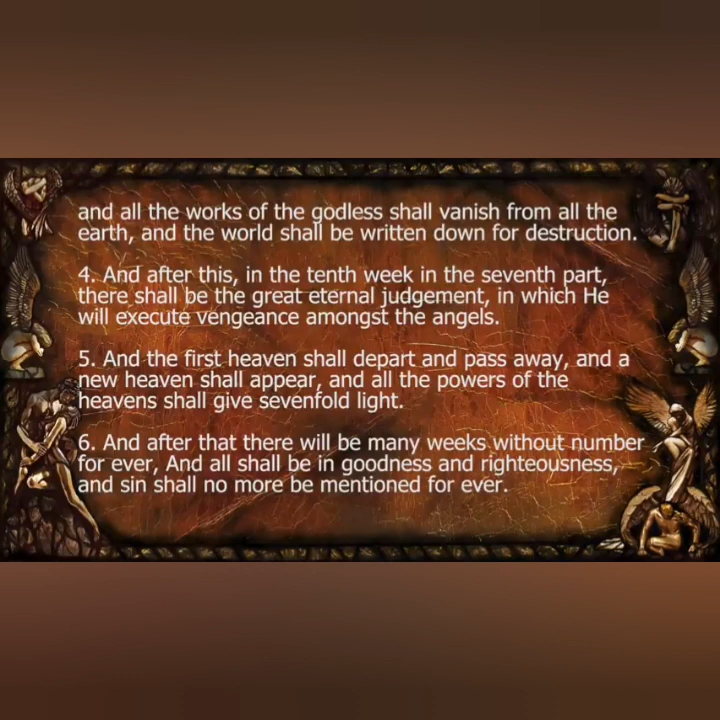 and all the works of the godless shall vanish from all the
earth, and the world shall be written down for destruction.
4. And after this, in the tenth week in the seventh part,
there shall be the great eternal judgement, in which He
will execute vengeance amongst the angels.
5. And the first heaven shall depart and pass away, and a
new heaven shall appear, and all the powers of the
heavens shall give sevenfold light.
6. And after that there will be many weeks without number
for ever, And all shall be in goodness and righteousness,
and sin shall no more be mentioned for ever.